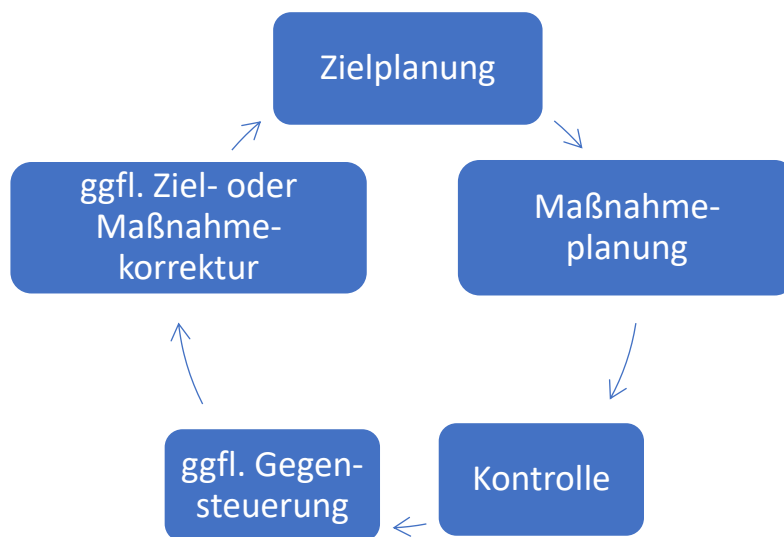 Zielplanung
Maßnahme-
planung
Kontrolle
ggfl. Gegen-
steuerung
ggfl. Ziel- oder
Maßnahme-
korrektur